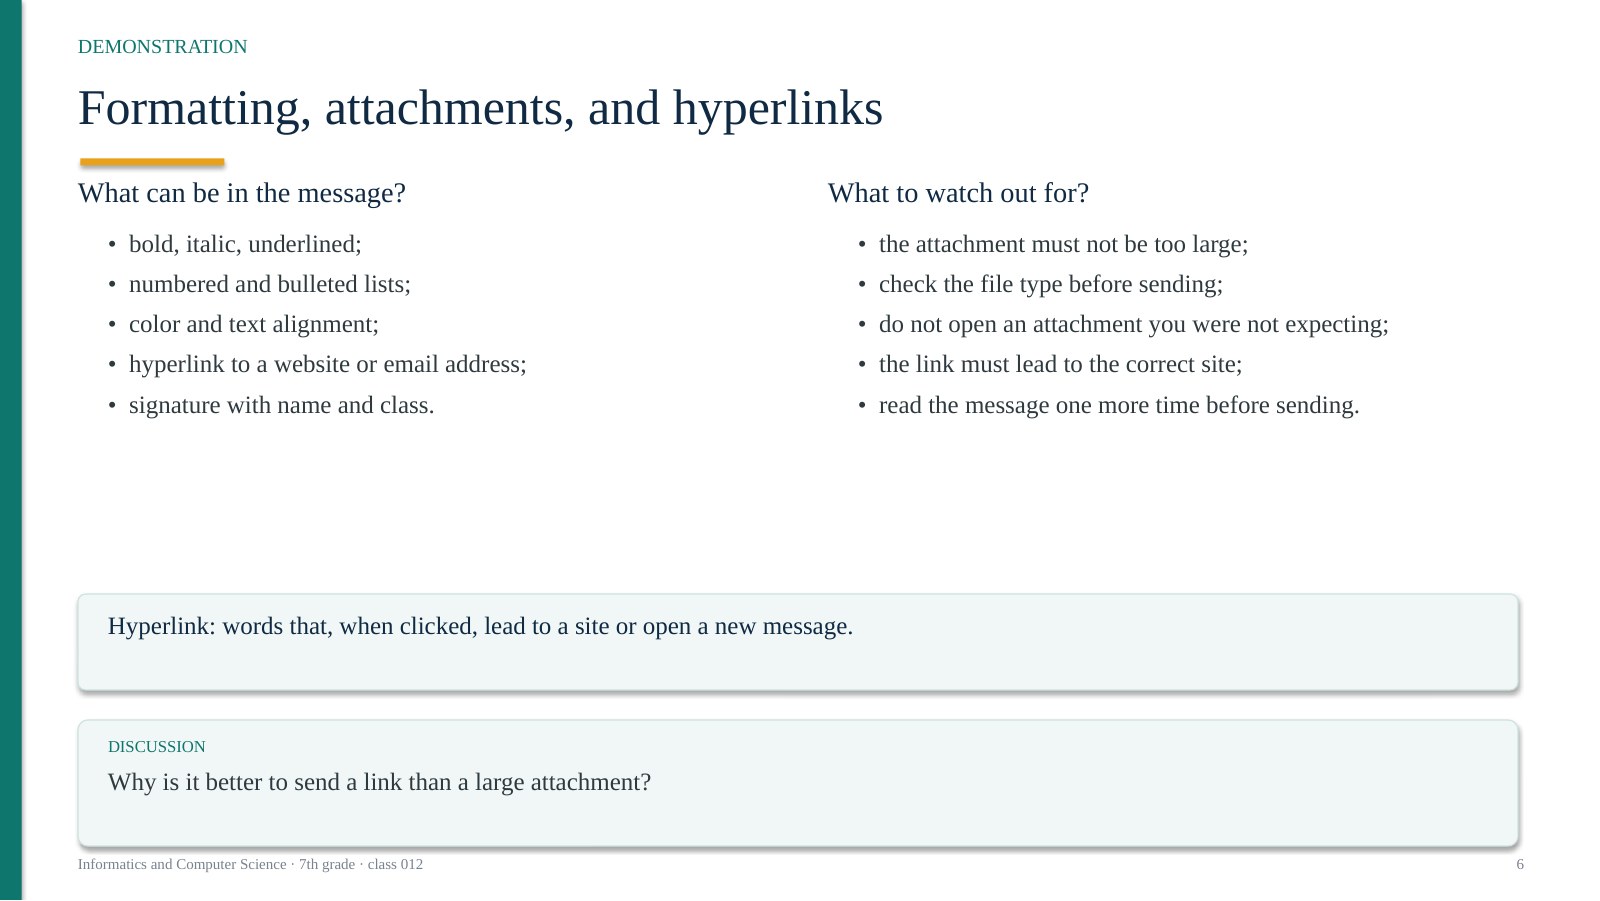 DEMONSTRATION
Formatting, attachments, and hyperlinks
What can be in the message?
• bold, italic, underlined;
• numbered and bulleted lists;
• color and text alignment;
• hyperlink to a website or email address;
• signature with name and class.
What to watch out for?
• the attachment must not be too large;
• check the file type before sending;
• do not open an attachment you were not expecting;
• the link must lead to the correct site;
• read the message one more time before sending.
Hyperlink: words that, when clicked, lead to a site or open a new message.
DISCUSSION
Why is it better to send a link than a large attachment?
Informatics and Computer Science · 7th grade · class 012
6